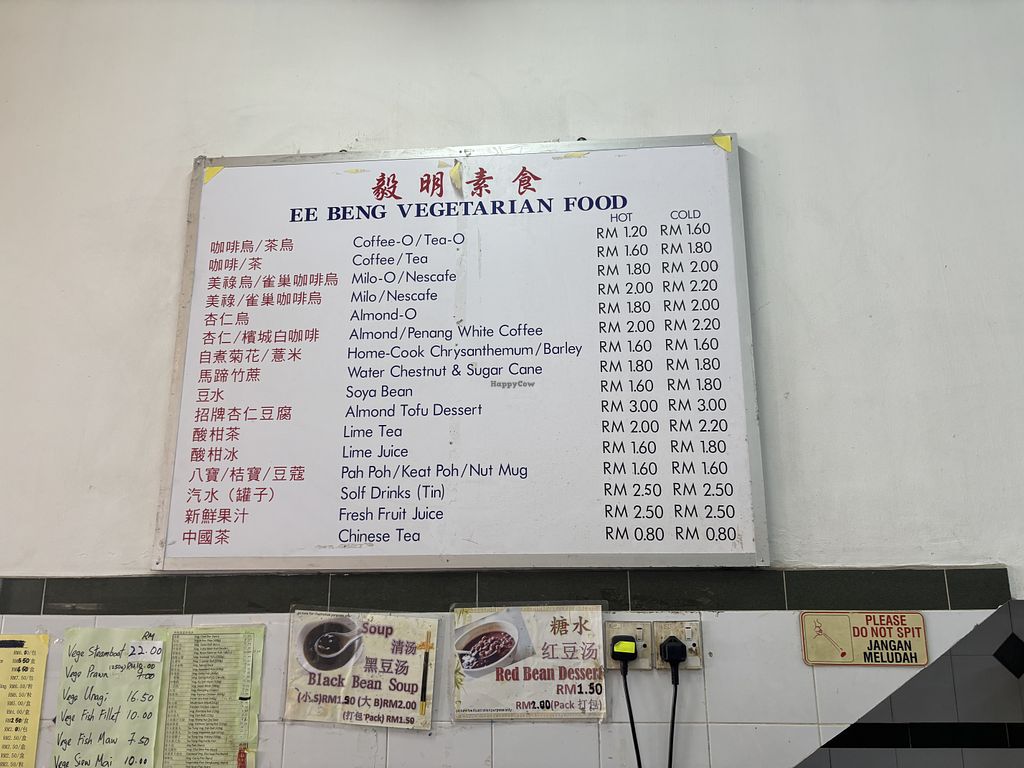 毅明素食
EE BENG VEGETARIAN FOOD
HOT COLD
咖啡烏/茶烏 Coffee-O/Tea-O RM 1.20 RM 1.60
咖啡/茶 Coffee/Tea RM 1.60 RM 1.80
美祿烏/雀巢咖啡烏 Milo-O/Nescafe RM 1.80 RM 2.00
美祿/雀巢咖啡烏 Milo/Nescafe RM 2.00 RM 2.20
杏仁烏 Almond-O RM 1.80 RM 2.00
杏仁/檳城白咖啡 Almond/Penang White Coffee RM 2.00 RM 2.20
自煮菊花/薏米 Home-Cook Chrysanthemum/Barley RM 1.60 RM 1.60
馬蹄竹蔗 Water Chestnut & Sugar Cane RM 1.80 RM 1.80
豆水 Soya Bean RM 1.60 RM 1.80
招牌杏仁豆腐 Almond Tofu Dessert RM 3.00 RM 3.00
酸柑茶 Lime Tea RM 2.00 RM 2.20
酸柑冰 Lime Juice RM 1.60 RM 1.80
八寶/桔寶/豆蔻 Pah Poh/Keat Poh/Nut Mug RM 1.60 RM 1.60
汽水（罐子） Solf Drinks (Tin) RM 2.50 RM 2.50
新鮮果汁 Fresh Fruit Juice RM 2.50 RM 2.50
中國茶 Chinese Tea RM 0.80 RM 0.80
HappyCow
RM
Vege Steamboat 22.00
Vege Prawn
Vege Unagi 16.50
Vege Fish Fillet 10.00
Vege Fish Maw 7.50
Vege Siew Mai 10.00
Soup
清汤
黑豆汤
Black Bean Soup
(小S)RM1.50 (大B)RM2.00
(打包Pack) RM1.50
糖水
红豆汤
Red Bean Dessert
RM1.50
RM2.00(Pack 打包)
PLEASE
DO NOT SPIT
JANGAN
MELUDAH